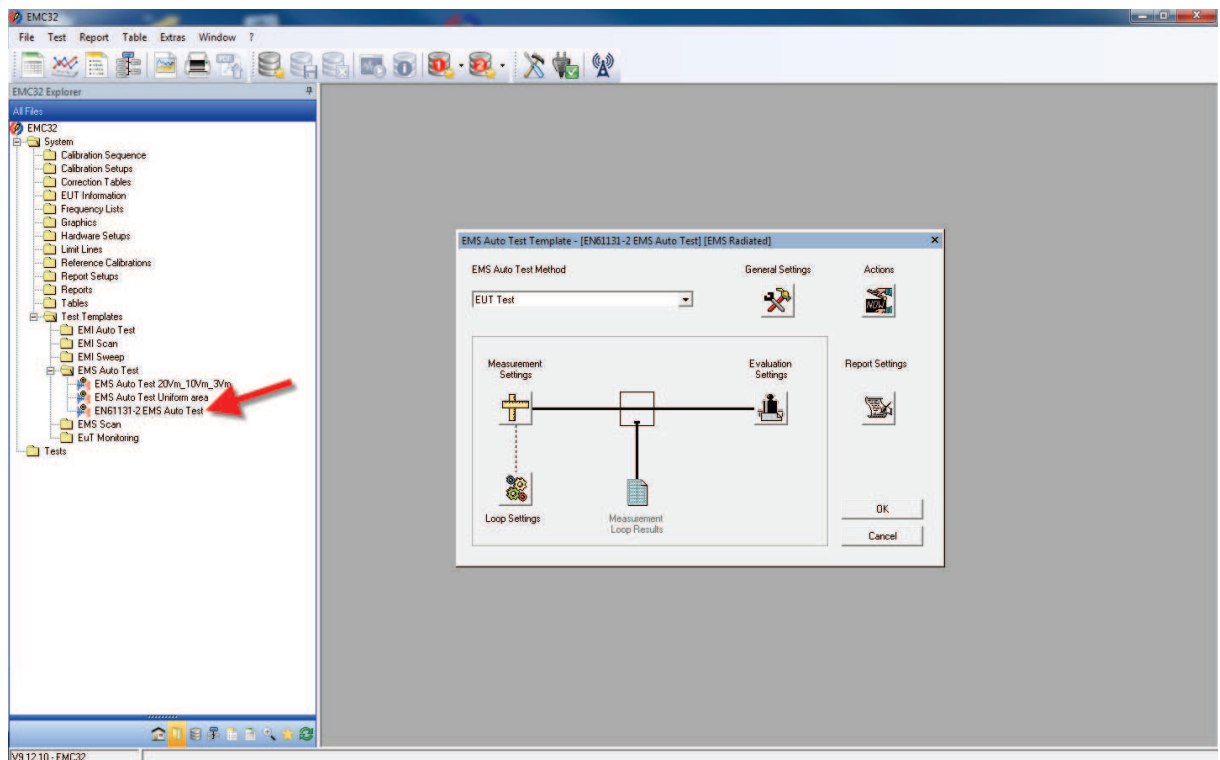 EMC32
File Test Report Table Extras Window ?
EMC32 Explorer
All Files
EMC32
System
Calibration Sequence
Calibration Setups
Correction Tables
EUT Information
Frequency Lists
Graphics
Hardware Setups
Limit Lines
Reference Calibrations
Report Setups
Reports
Tables
Test Templates
EMI Auto Test
EMI Scan
EMI Sweep
EMS Auto Test
EMS Auto Test 20Vm_10Vm_3Vm
EMS Auto Test Uniform area
EN61131-2 EMS Auto Test
EMS Scan
EuT Monitoring
Tests
EMS Auto Test Template - [EN61131-2 EMS Auto Test] [EMS Radiated]
EMS Auto Test Method
General Settings
Actions
EUT Test
NOW
Measurement
Settings
Evaluation
Settings
Report Settings
Loop Settings
Measurement
Loop Results
OK
Cancel
V9.12.10 - EMC32